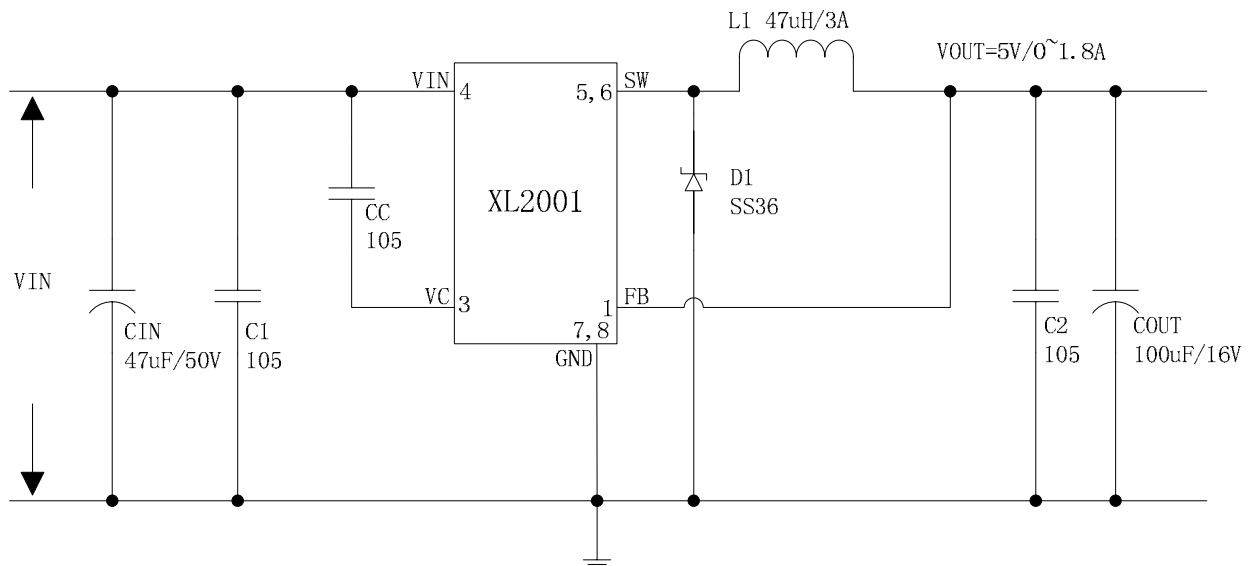 L1 47uH/3A
VOUT=5V/0~1.8A
VIN
4
5,6
SW
XL2001
D1
SS36
CC
105
VIN
VC
3
1
FB
7,8
GND
CIN
47uF/50V
C1
105
C2
105
COUT
100uF/16V